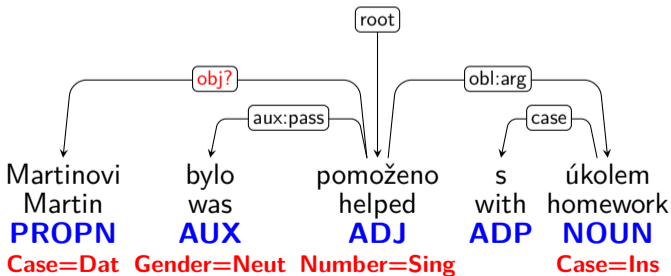 root
obj?
obl:arg
aux:pass
case
Martinovi bylo pomoženo s úkolem
Martin was helped with homework
PROPN AUX ADJ ADP NOUN
Case=Dat Gender=Neut Number=Sing Case=Ins